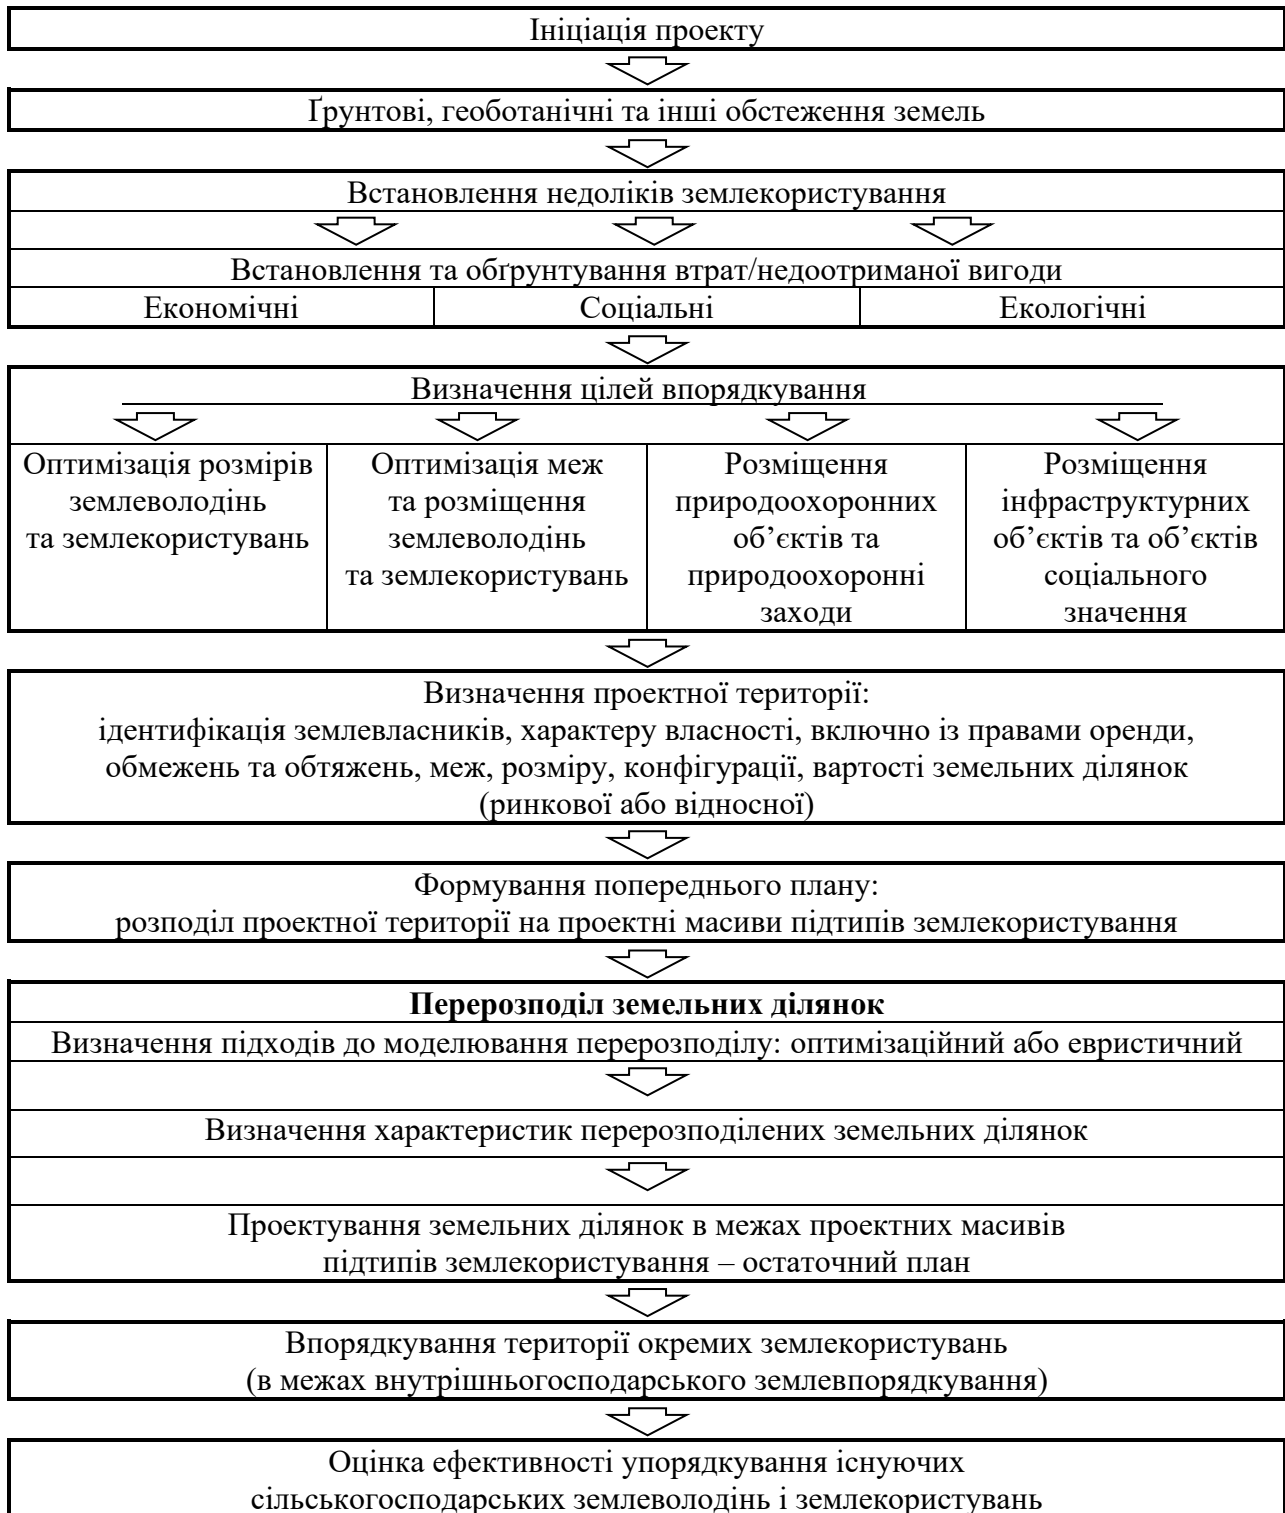 Ініціація проекту
Ґрунтові, геоботанічні та інші обстеження земель
Встановлення недоліків землекористування
Встановлення та обґрунтування втрат/недоотриманої вигоди
Економічні
Соціальні
Екологічні
Визначення цілей впорядкування
Оптимізація розмірів
землеволодінь
та землекористувань
Оптимізація меж
та розміщення
землеволодінь
та землекористувань
Розміщення
природоохоронних
об’єктів та
природоохоронні
заходи
Розміщення
інфраструктурних
об’єктів та об’єктів
соціального
значення
Визначення проектної території:
ідентифікація землевласників, характеру власності, включно із правами оренди,
обмежень та обтяжень, меж, розміру, конфігурації, вартості земельних ділянок
(ринкової або відносної)
Формування попереднього плану:
розподіл проектної території на проектні масиви підтипів землекористування
Перерозподіл земельних ділянок
Визначення підходів до моделювання перерозподілу: оптимізаційний або евристичний
Визначення характеристик перерозподілених земельних ділянок
Проектування земельних ділянок в межах проектних масивів
підтипів землекористування – остаточний план
Впорядкування території окремих землекористувань
(в межах внутрішньогосподарського землевпорядкування)
Оцінка ефективності упорядкування існуючих
сільськогосподарських землеволодінь і землекористувань